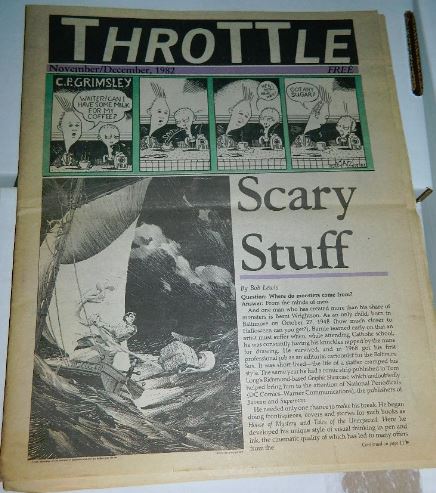 THROTTLE
November/December, 1982 FREE
C.P. GRIMSLEY
WAITER! CAN I
HAVE SOME MILK
FOR MY
COFFEE?
GOT ANY
SUGAR?
Scary
Stuff
By Bob Lewis
Question: Where do monsters come from?
Answer: From the minds of men.
And one man who has created more than his share of
monsters is Berni Wrightson. As an only child, born in
Baltimore on October 27, 1948 (how much closer to
Halloween can you get?), Bernie learned early on that an
artist must suffer when, while attending Catholic school,
he was constantly having his knuckles rapped by the nuns
for drawing. He survived, and in 1968 got his first
professional job as an editorial cartoonist for the Baltimore
Sun. It was short lived—the life of a staffer cramped his
style. The same year he had a comic strip published in Tom
Long's Baltimore-based Graphic Showcase, which undoubtedly
helped bring him to the attention of National Periodicals
(DC Comics, Warner Communications), the publishers of
Batman and Superman.
He needed only one chance to make his break. He began
doing frontispieces, covers and stories for such books as
House of Mystery and Tales of the Unexpected. Here he
developed his unique style of visual thinking in pen and
ink, the cinematic quality of which has led to many offers
from the
Continued on page 11